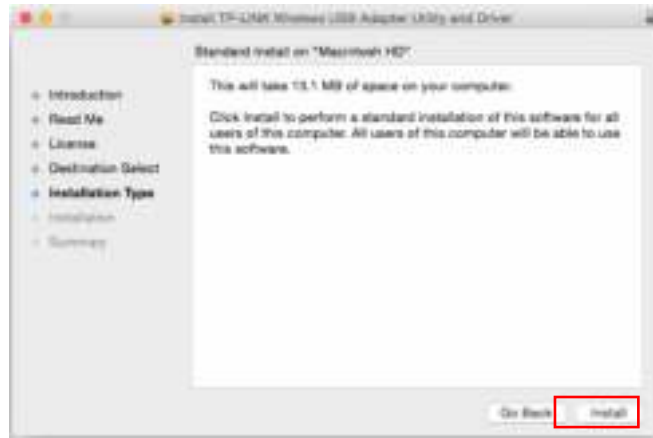 Install TP-LINK Wireless USB Adapter Utility and Driver
Standard Install on "Macintosh HD"
Introduction
Read Me
License
Destination Select
Installation Type
Installation
Summary
This will take 13.1 MB of space on your computer.
Click Install to perform a standard installation of this software for all
users of this computer. All users of this computer will be able to use
this software.
Go Back
Install